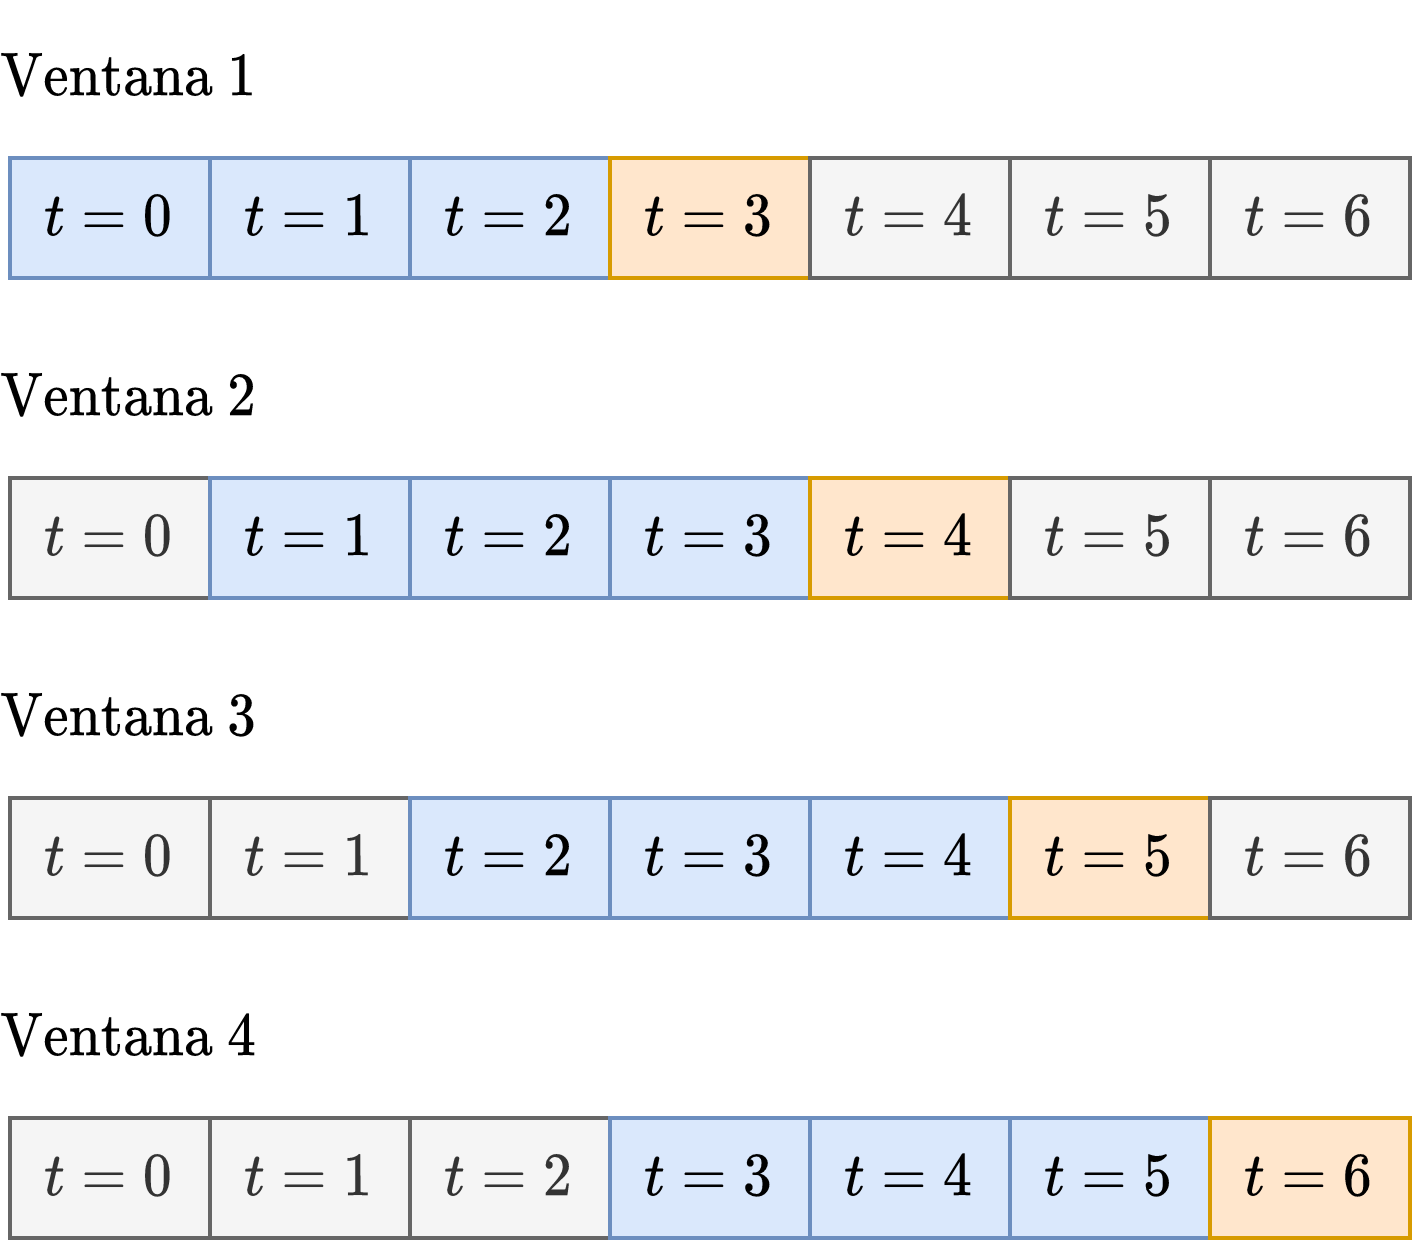 Ventana 1
t = 0 t = 1 t = 2 t = 3 t = 4 t = 5 t = 6
Ventana 2
t = 0 t = 1 t = 2 t = 3 t = 4 t = 5 t = 6
Ventana 3
t = 0 t = 1 t = 2 t = 3 t = 4 t = 5 t = 6
Ventana 4
t = 0 t = 1 t = 2 t = 3 t = 4 t = 5 t = 6